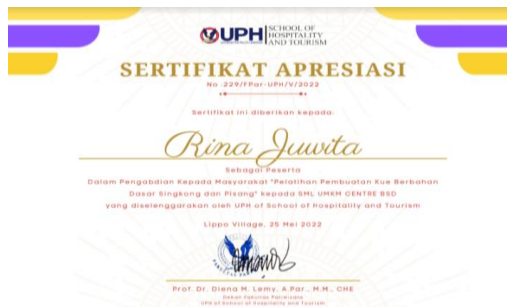 UPH
SCHOOL OF
HOSPITALITY
AND TOURISM
SERTIFIKAT APRESIASI
No :229/FPar-UPH/V/2022
Sertifikat ini diberikan kepada:
Rina Juwita
Sebagai Peserta
Dalam Pengabdian Kepada Masyarakat "Pelatihan Pembuatan Kue Berbahan
Dasar Singkong dan Pisang" kepada SML UMKM CENTRE BSD
yang diselenggarakan oleh UPH of School of Hospitality and Tourism
Lippo Village, 25 Mei 2022
Prof. Dr. Diena M. Lemy, A.Par., M.M., CHE
Dekan Fakultas Pariwisata
UPH of School of Hospitality and Tourism